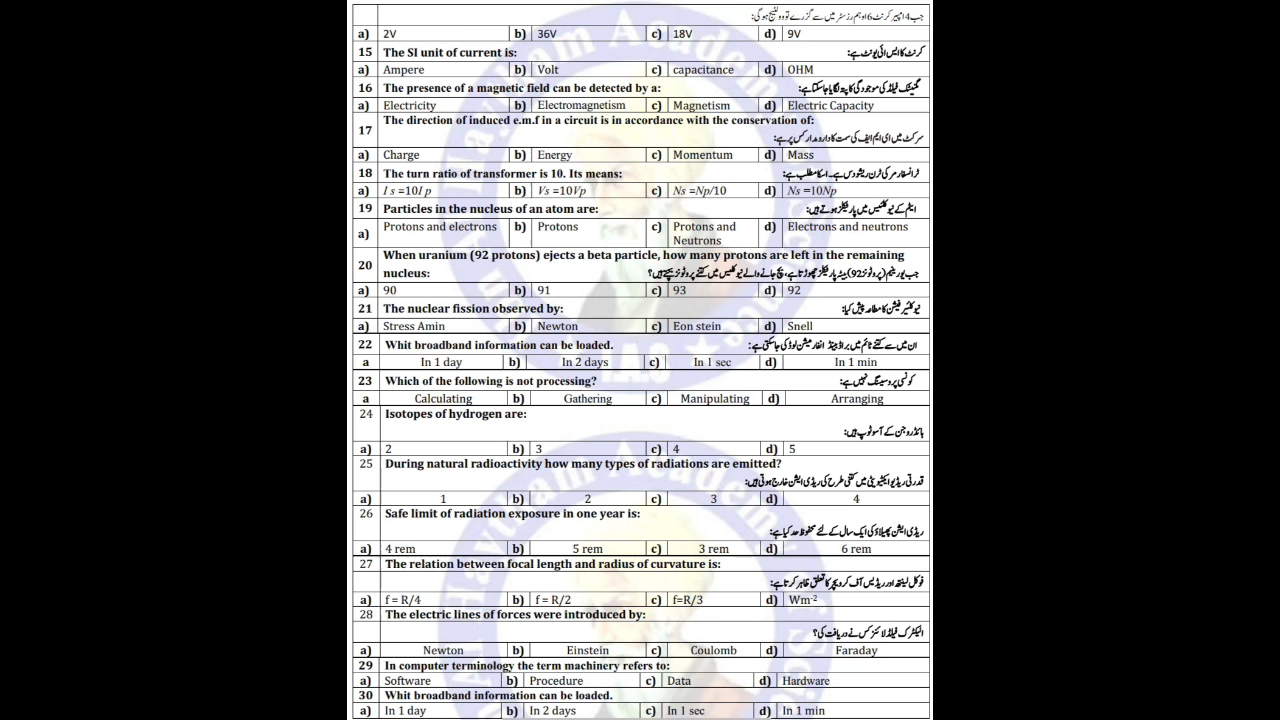 جب 4 امپیئر کرنٹ 6 اوہم رزسٹر میں سے گزرے تو وولٹیج ہوگی:
a) 2V b) 36V c) 18V d) 9V
15 The SI unit of current is: کرنٹ کا ایس آئی یونٹ ہے:
a) Ampere b) Volt c) capacitance d) OHM
16 The presence of a magnetic field can be detected by a: میگنیٹک فیلڈ کی موجودگی کا پتہ لگایا جاسکتا ہے:
a) Electricity b) Electromagnetism c) Magnetism d) Electric Capacity
17 The direction of induced e.m.f in a circuit is in accordance with the conservation of:
سرکٹ میں ای ایم ایف کی سمت کا دارومدار کس پر ہے:
a) Charge b) Energy c) Momentum d) Mass
18 The turn ratio of transformer is 10. Its means: ٹرانسفارمر کی ٹرن ریشو دس ہے۔ اسکا مطلب ہے:
a) I s =10I p b) Vs =10Vp c) Ns =Np/10 d) Ns =10Np
19 Particles in the nucleus of an atom are: ایٹم کے نیوکلئیس میں پارٹیکلز ہوتے ہیں:
a) Protons and electrons b) Protons c) Protons and Neutrons d) Electrons and neutrons
20 When uranium (92 protons) ejects a beta particle, how many protons are left in the remaining
nucleus: جب یورینیم (پروٹونز92) بیٹا پارٹیکلز چھوڑتا ہے، بچ جانے والے نیوکلئیس میں کتنے پروٹونز بچتے ہیں؟
a) 90 b) 91 c) 93 d) 92
21 The nuclear fission observed by: نیوکلئیر فیشن کا مطالعہ پیش کیا:
a) Stress Amin b) Newton c) Eon stein d) Snell
22 Whit broadband information can be loaded. ان میں سے کتنے ٹائم میں براڈ بینڈ انفارمیشن لوڈ کی جاسکتی ہے:
a In 1 day b) In 2 days c) In 1 sec d) In 1 min
23 Which of the following is not processing? کونسی پروسیسنگ نہیں ہے:
a Calculating b) Gathering c) Manipulating d) Arranging
24 Isotopes of hydrogen are:
ہائڈروجن کے آسوٹوپ ہیں:
a) 2 b) 3 c) 4 d) 5
25 During natural radioactivity how many types of radiations are emitted?
قدرتی ریڈیو ایکٹیویٹی میں کتنی طرح کی ریڈی ایشن خارج ہوتی ہیں:
a) 1 b) 2 c) 3 d) 4
26 Safe limit of radiation exposure in one year is:
ریڈی ایشن پھیلاؤ کی ایک سال کے لئے محفوظ حد کیا ہے:
a) 4 rem b) 5 rem c) 3 rem d) 6 rem
27 The relation between focal length and radius of curvature is:
فوکل لینتھ اور ریڈیس آف کرویچر کا تعلق ظاہر کرتا ہے:
a) f = R/4 b) f = R/2 c) f=R/3 d) Wm-2
28 The electric lines of forces were introduced by:
الیکٹرک فیلڈ لائنز کس نے دریافت کی؟
a) Newton b) Einstein c) Coulomb d) Faraday
29 In computer terminology the term machinery refers to:
a) Software b) Procedure c) Data d) Hardware
30 Whit broadband information can be loaded.
a) In 1 day b) In 2 days c) In 1 sec d) In 1 min